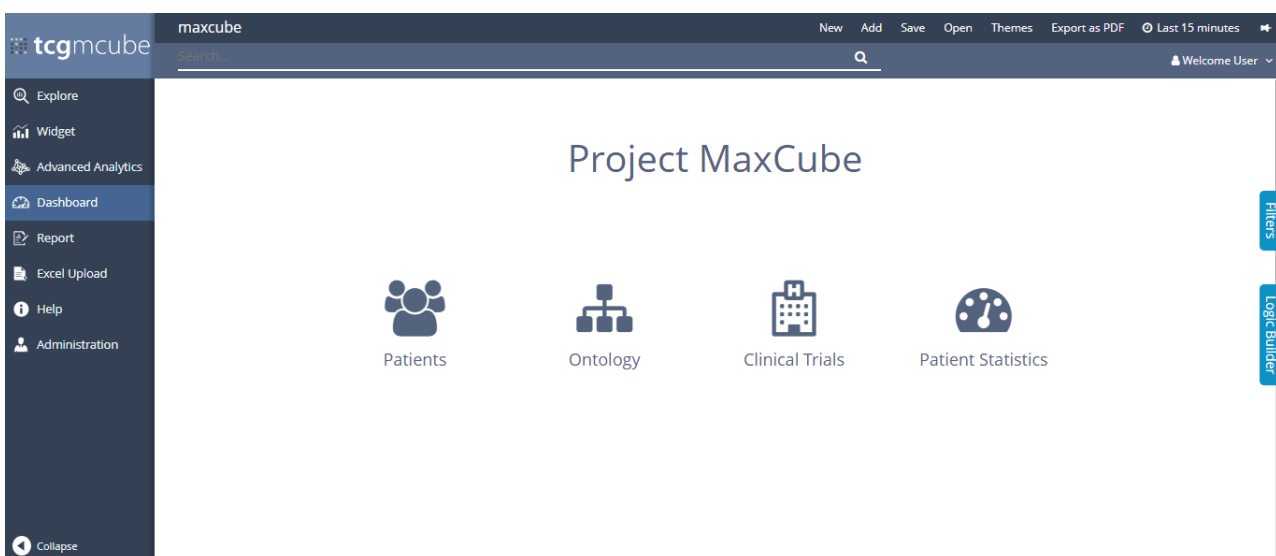 tcgmcube
maxcube
New Add Save Open Themes Export as PDF Last 15 minutes
Search...
Welcome User
Explore
Widget
Advanced Analytics
Dashboard
Report
Excel Upload
Help
Administration
Collapse
Project MaxCube
H
Patients Ontology Clinical Trials Patient Statistics
Filters
Logic Builder